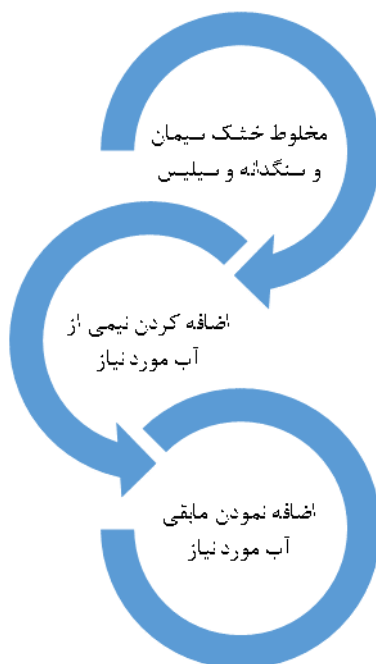 مخلوط خشک سیمان
و سنگدانه و سیلیس
اضافه کردن نیمی از
آب مورد نیاز
اضافه نمودن مابقی
آب مورد نیاز